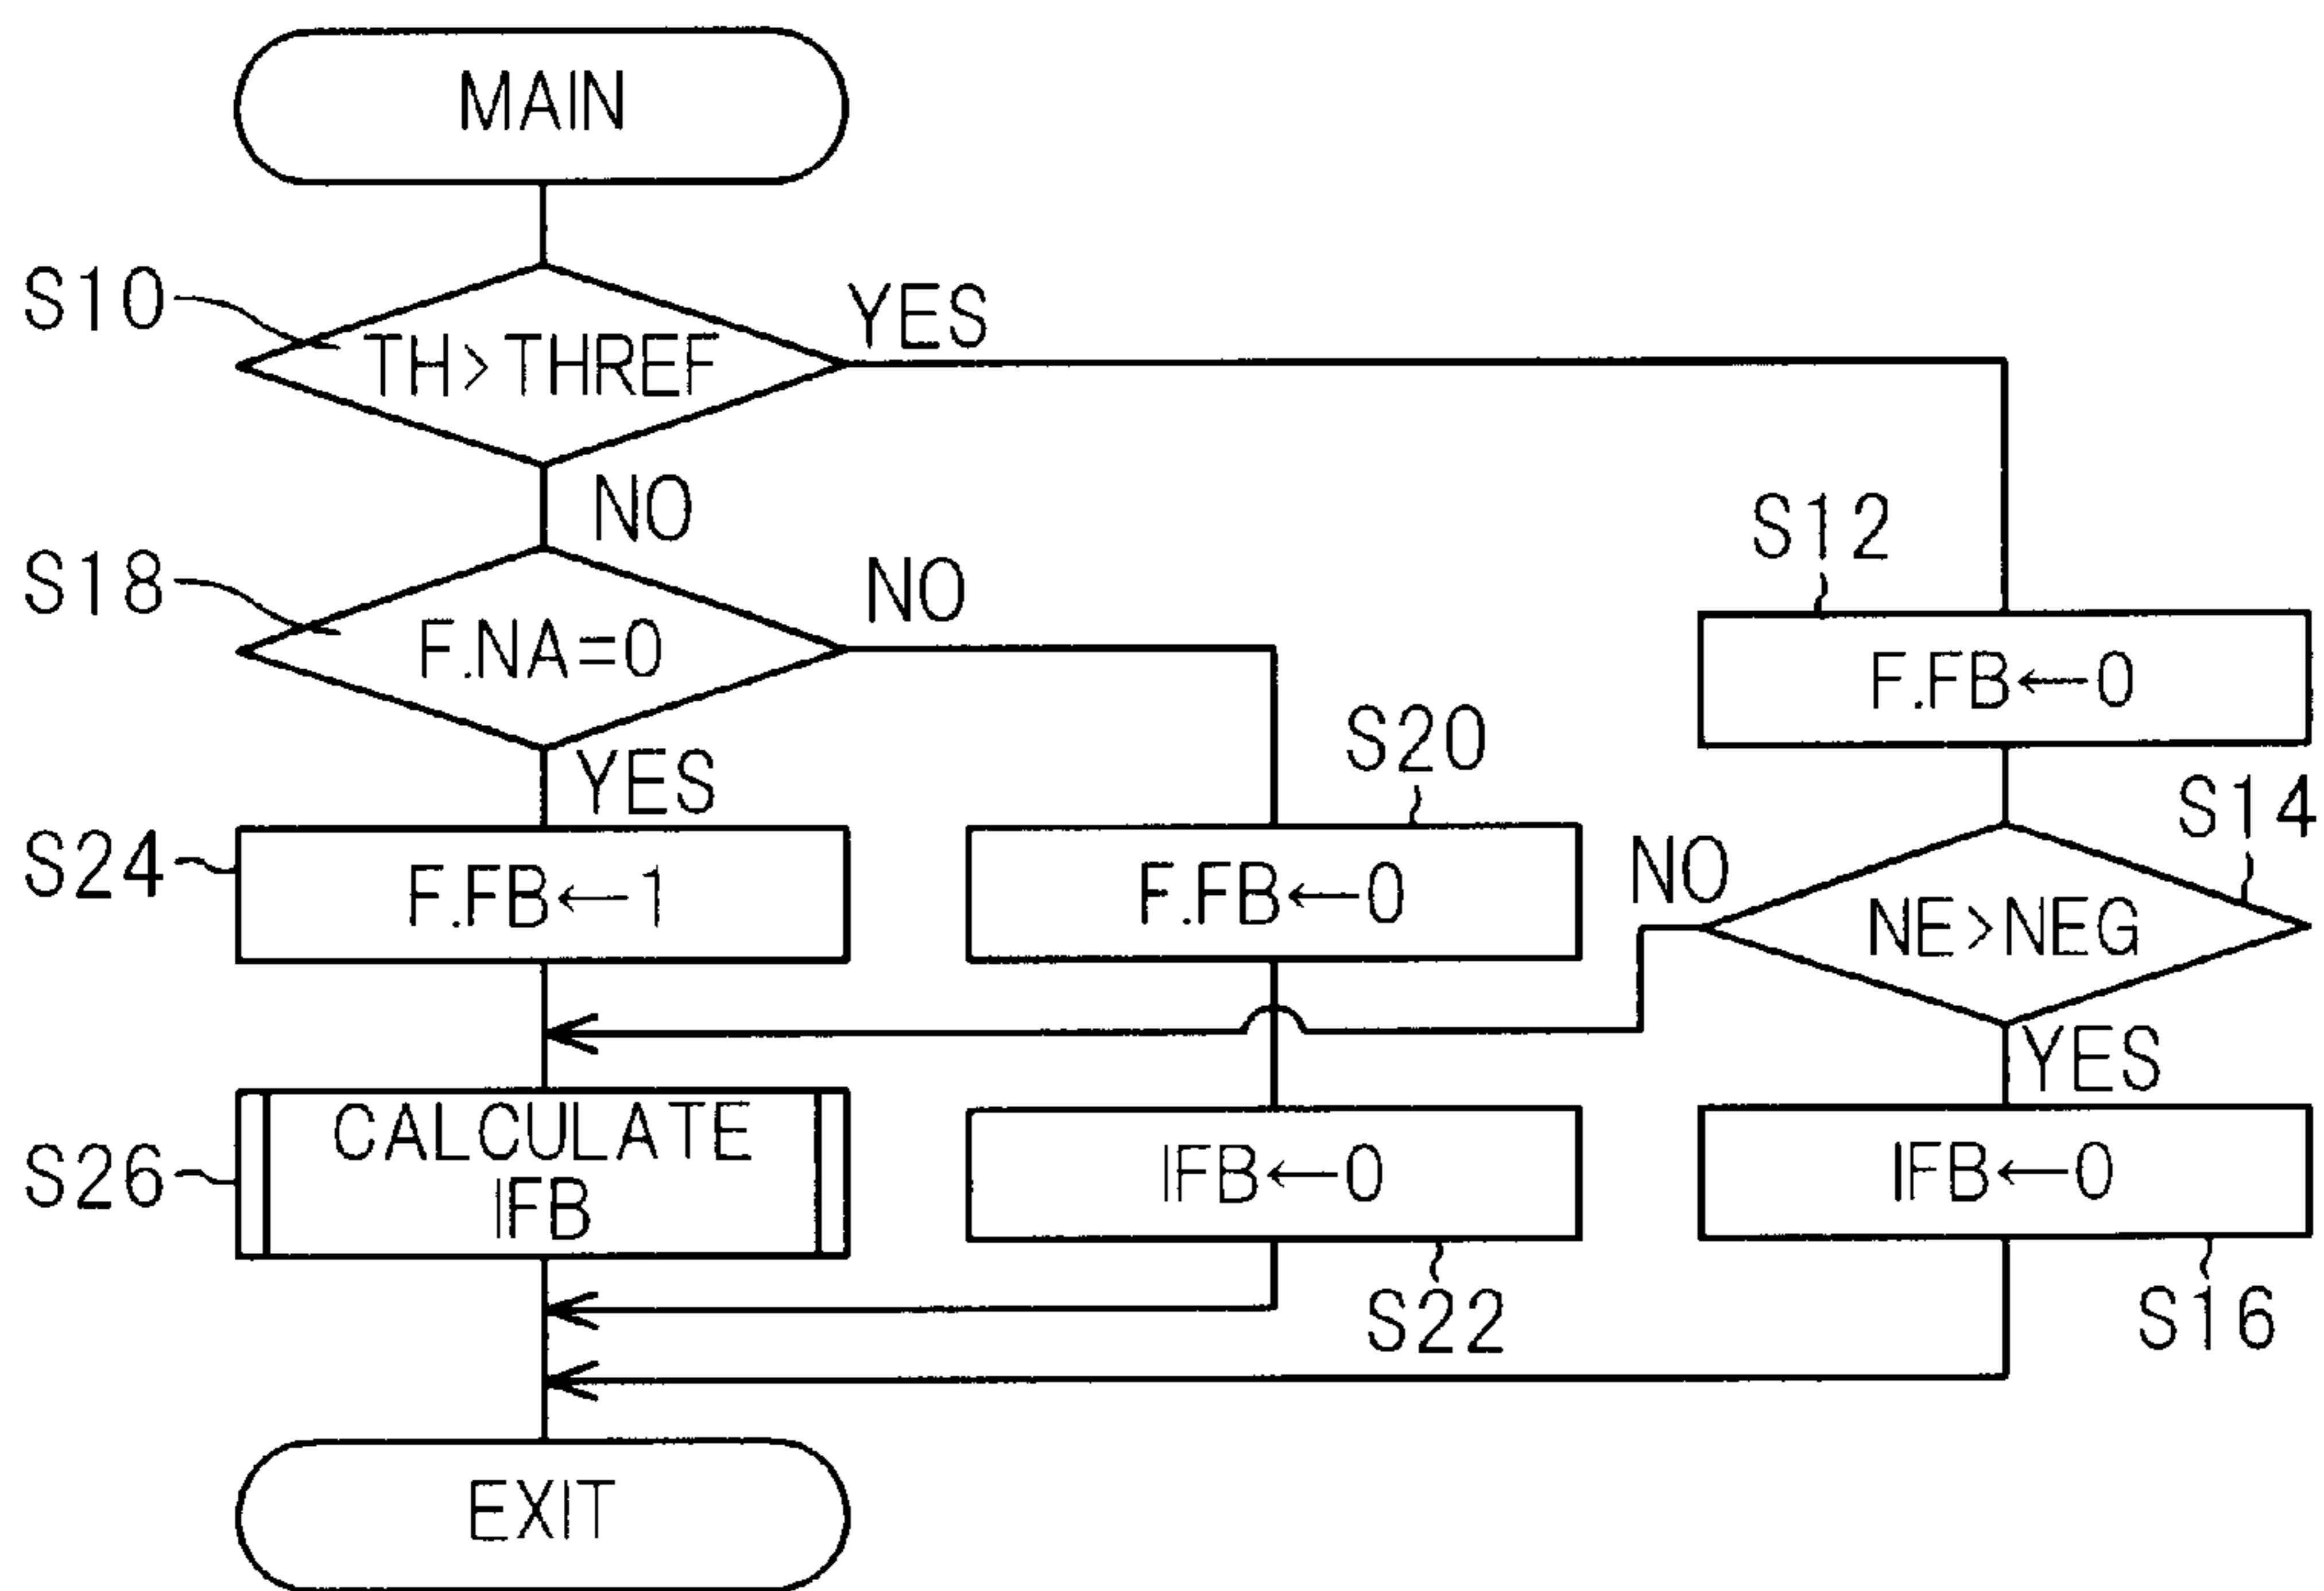 MAIN
S10
TH>THREF
YES
NO
S18
F.NA=0
NO
YES
S12
F.FB←0
S14
NE>NEG
NO
YES
S20
F.FB←0
S24
F.FB←1
S26
CALCULATE
IFB
IFB←0
S22
IFB←0
S16
EXIT